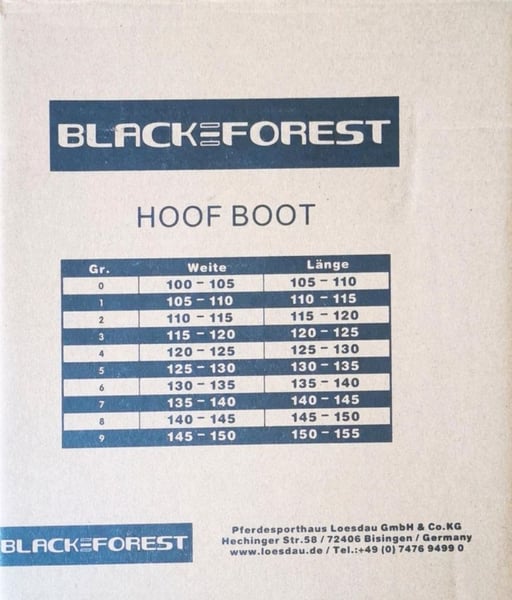 BLACK FOREST
HOOF BOOT
Gr. Weite Länge
0 100 - 105 105 - 110
1 105 - 110 110 - 115
2 110 - 115 115 - 120
3 115 - 120 120 - 125
4 120 - 125 125 - 130
5 125 - 130 130 - 135
6 130 - 135 135 - 140
7 135 - 140 140 - 145
8 140 - 145 145 - 150
9 145 - 150 150 - 155
BLACK FOREST
Pferdesporthaus Loesdau GmbH & Co.KG
Hechinger Str.58 / 72406 Bisingen / Germany
www.loesdau.de / Tel.:+49 (0) 7476 9499 0